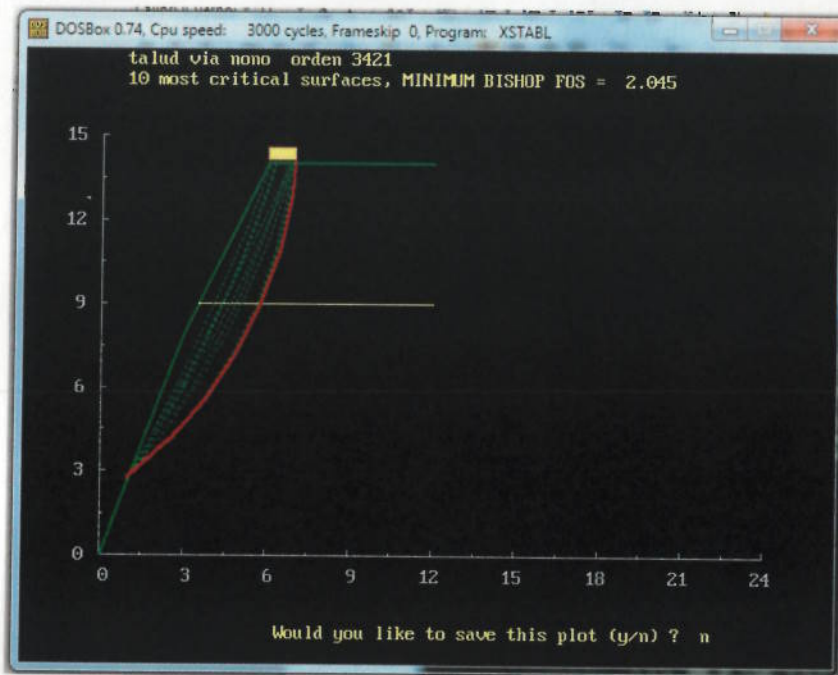 DOSBox 0.74, Cpu speed: 3000 cycles, Frameskip 0, Program: XSTABL
talud via nono orden 3421
10 most critical surfaces, MINIMUM BISHOP FOS = 2.045
15
12
9
6
3
0
0 3 6 9 12 15 18 21 24
Would you like to save this plot (y/n) ? n